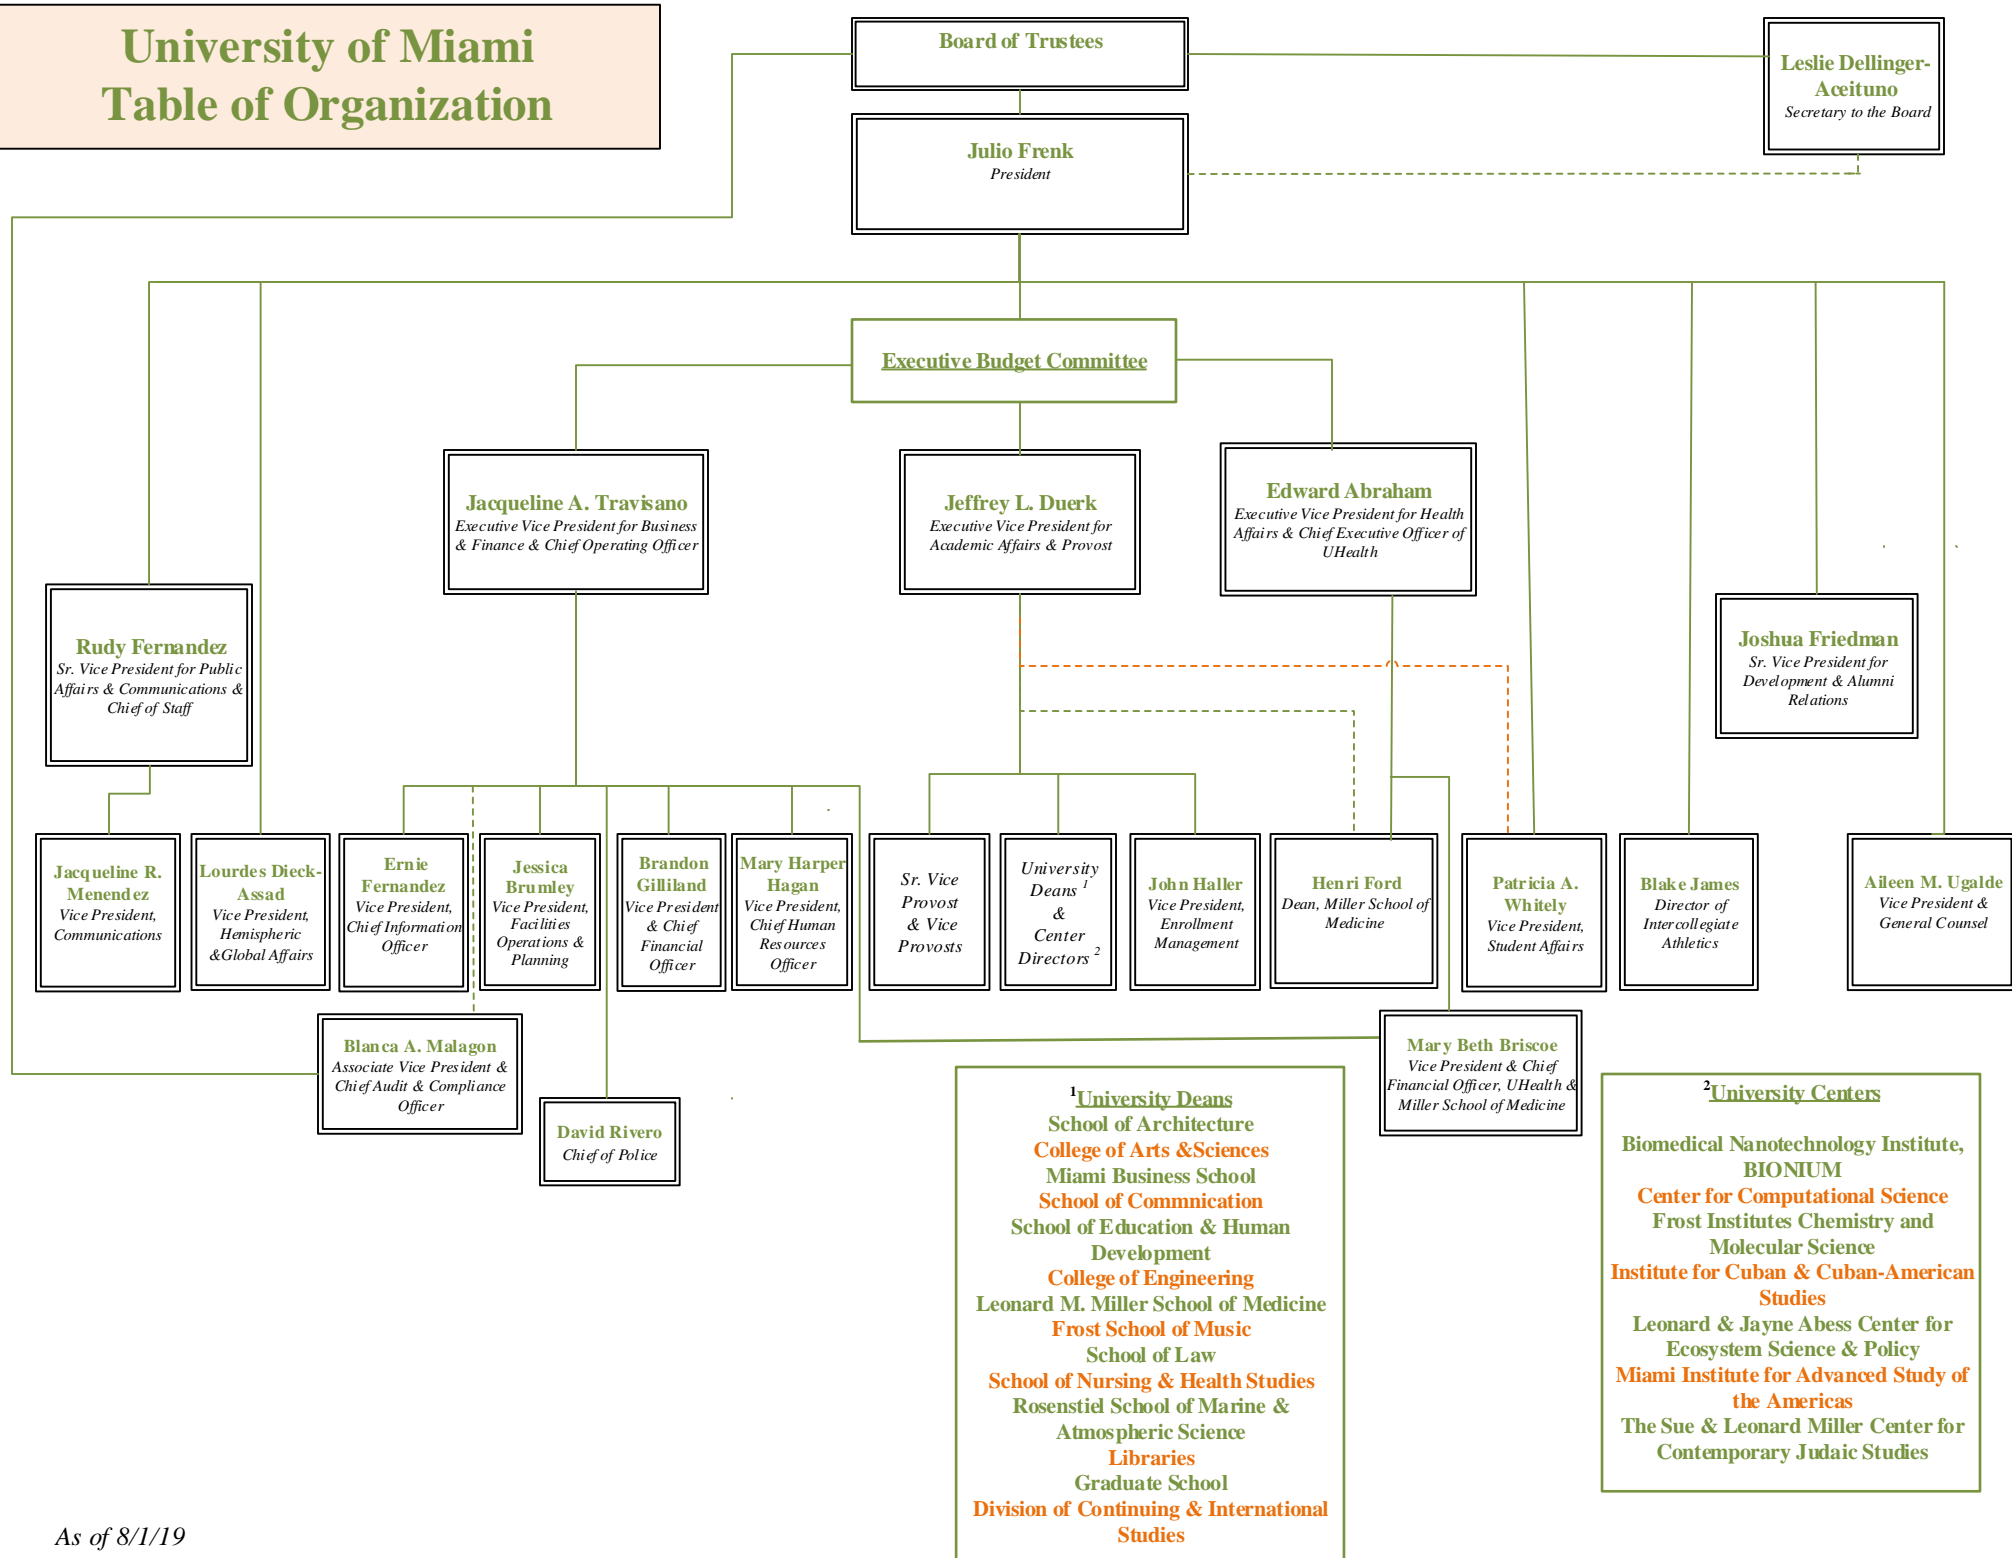 University of Miami
Table of Organization
Board of Trustees
Leslie Dellinger-
Aceituno
Secretary to the Board
Julio Frenk
President
Executive Budget Committee
Jacqueline A. Travisano
Executive Vice President for Business
& Finance & Chief Operating Officer
Jeffrey L. Duerk
Executive Vice President for
Academic Affairs & Provost
Edward Abraham
Executive Vice President for Health
Affairs & Chief Executive Officer of
UHealth
Rudy Fernandez
Sr. Vice President for Public
Affairs & Communications &
Chief of Staff
Joshua Friedman
Sr. Vice President for
Development & Alumni
Relations
Jacqueline R.
Menendez
Vice President,
Communications
Lourdes Dieck-
Assad
Vice President,
Hemispheric
&Global Affairs
Ernie
Fernandez
Vice President,
Chief Information
Officer
Jessica
Brumley
Vice President,
Facilities
Operations &
Planning
Brandon
Gilliland
Vice President
& Chief
Financial
Officer
Mary Harper
Hagan
Vice President,
Chief Human
Resources
Officer
Sr. Vice
Provost
& Vice
Provosts
University
Deans 1
&
Center
Directors 2
John Haller
Vice President,
Enrollment
Management
Henri Ford
Dean, Miller School of
Medicine
Patricia A.
Whitely
Vice President,
Student Affairs
Blake James
Director of
Intercollegiate
Athletics
Aileen M. Ugalde
Vice President &
General Counsel
Blanca A. Malagon
Associate Vice President &
Chief Audit & Compliance
Officer
David Rivero
Chief of Police
Mary Beth Briscoe
Vice President & Chief
Financial Officer, UHealth &
Miller School of Medicine
1University Deans
School of Architecture
College of Arts &Sciences
Miami Business School
School of Commnication
School of Education & Human
Development
College of Engineering
Leonard M. Miller School of Medicine
Frost School of Music
School of Law
School of Nursing & Health Studies
Rosenstiel School of Marine &
Atmospheric Science
Libraries
Graduate School
Division of Continuing & International
Studies
2University Centers
Biomedical Nanotechnology Institute,
BIONIUM
Center for Computational Science
Frost Institutes Chemistry and
Molecular Science
Institute for Cuban & Cuban-American
Studies
Leonard & Jayne Abess Center for
Ecosystem Science & Policy
Miami Institute for Advanced Study of
the Americas
The Sue & Leonard Miller Center for
Contemporary Judaic Studies
As of 8/1/19